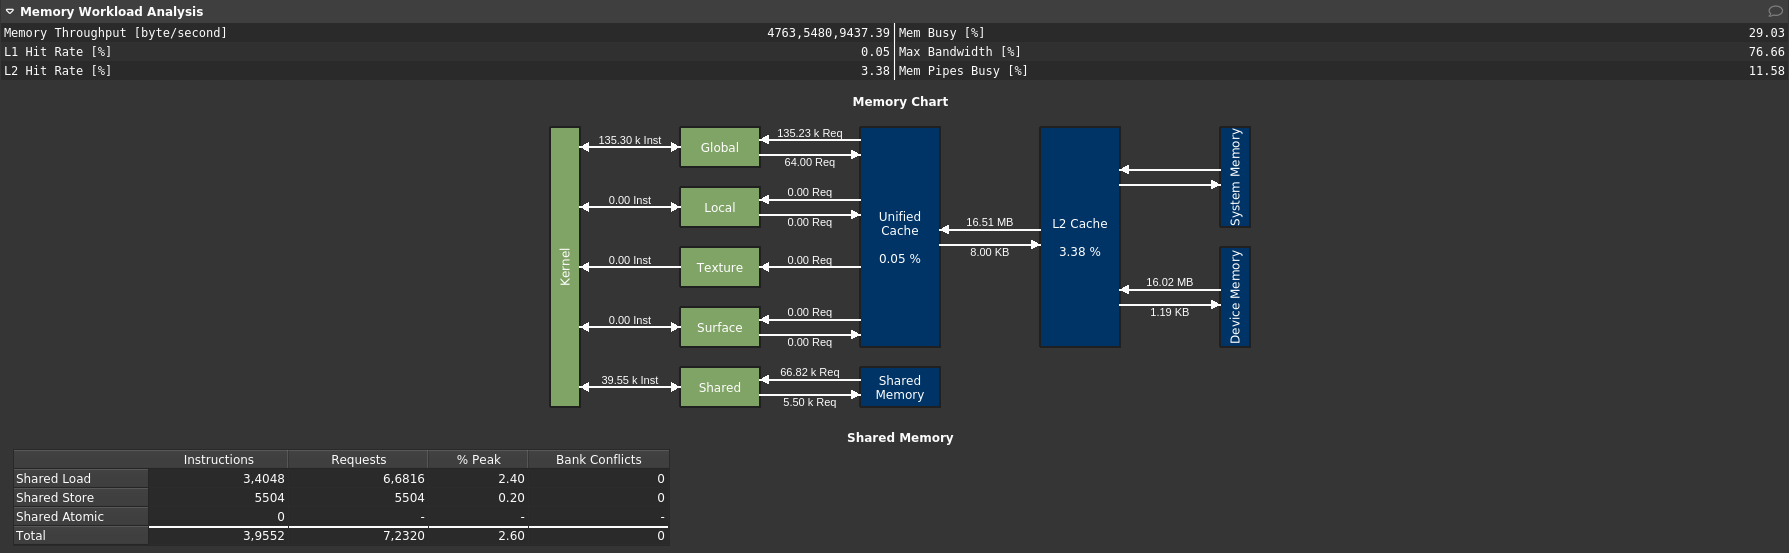 Memory Workload Analysis
Memory Throughput [byte/second] 4763,5480,9437.39 Mem Busy [%] 29.03
L1 Hit Rate [%] 0.05 Max Bandwidth [%] 76.66
L2 Hit Rate [%] 3.38 Mem Pipes Busy [%] 11.58
Memory Chart
Kernel
135.30 k Inst
Global
135.23 k Req
64.00 Req
0.00 Inst
Local
0.00 Req
0.00 Req
0.00 Inst
Texture
0.00 Req
0.00 Inst
Surface
0.00 Req
0.00 Req
39.55 k Inst
Shared
66.82 k Req
5.50 k Req
Unified
Cache
0.05 %
Shared
Memory
16.51 MB
8.00 KB
L2 Cache
3.38 %
16.02 MB
1.19 KB
System Memory
Device Memory
Shared Memory
Instructions Requests % Peak Bank Conflicts
Shared Load 3,4048 6,6816 2.40 0
Shared Store 5504 5504 0.20 0
Shared Atomic 0 - - -
Total 3,9552 7,2320 2.60 0